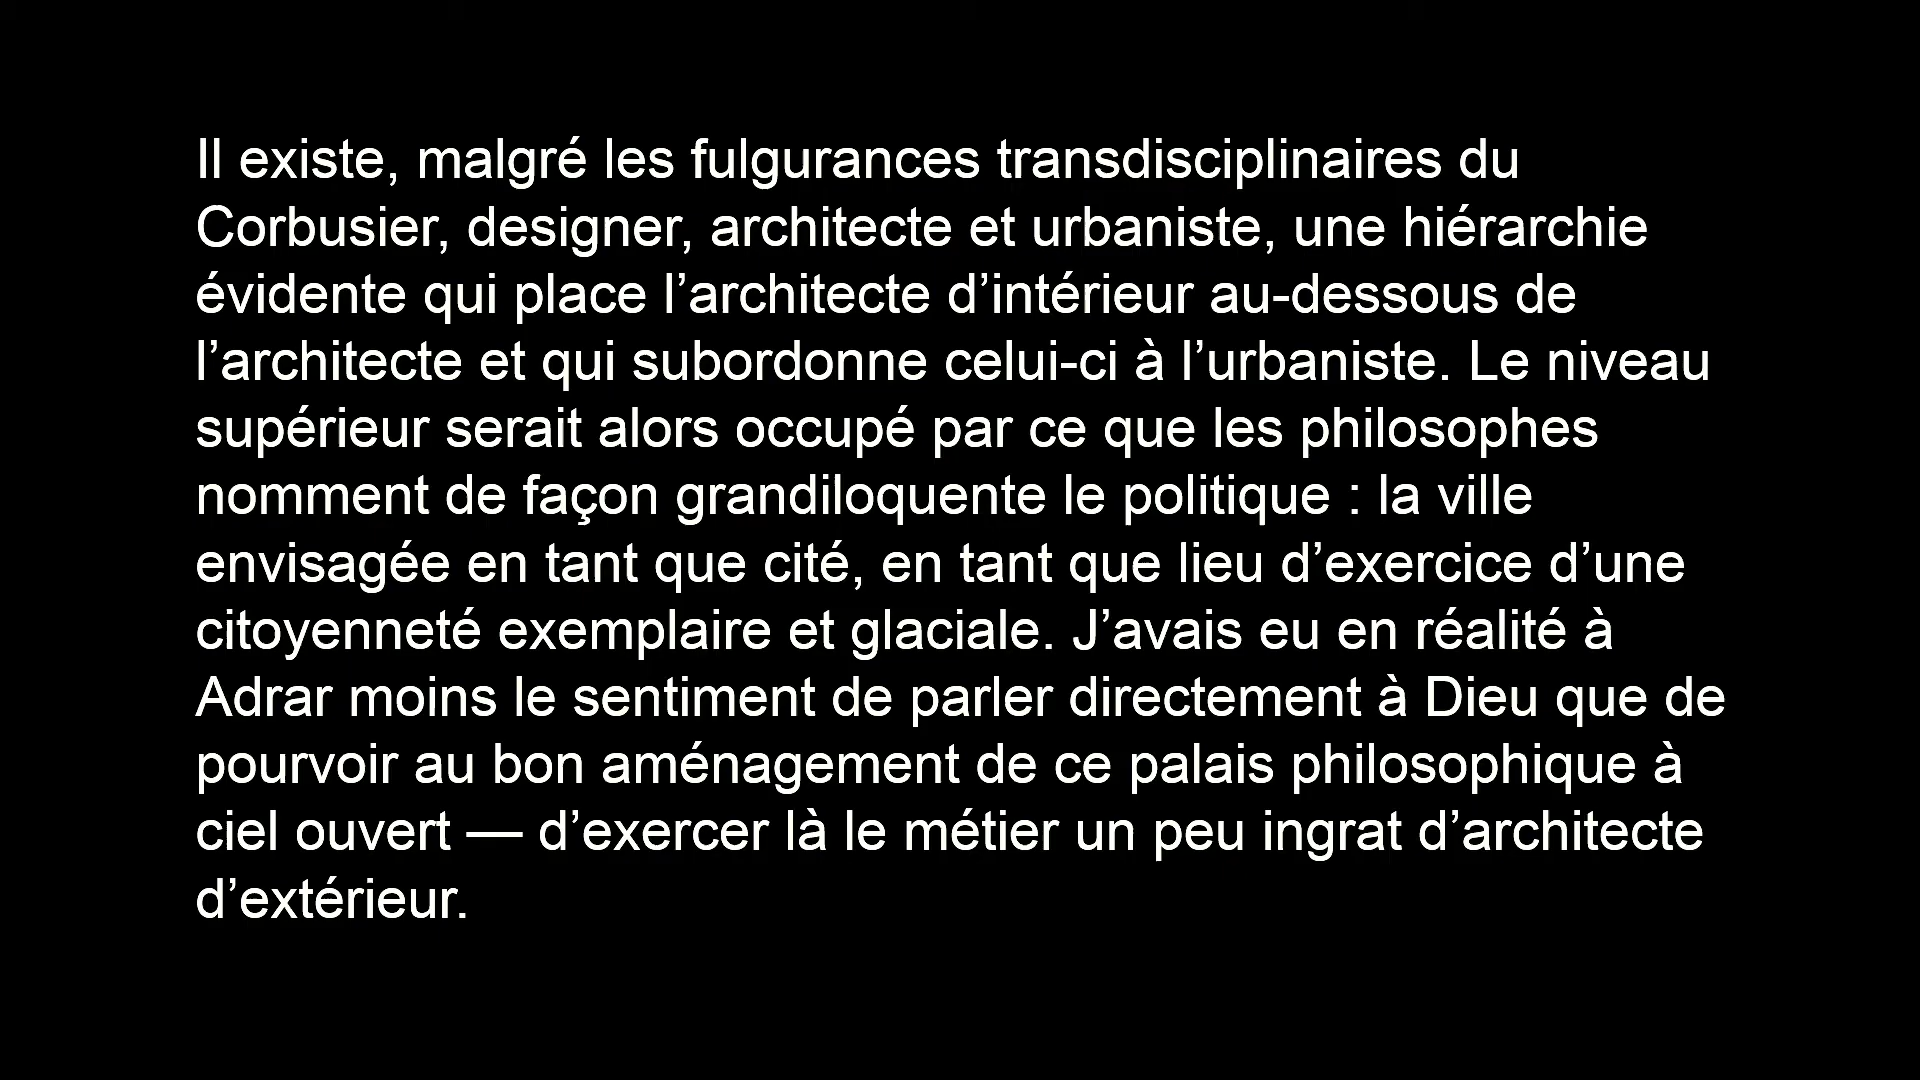 Il existe, malgré les fulgurances transdisciplinaires du
Corbusier, designer, architecte et urbaniste, une hiérarchie
évidente qui place l’architecte d’intérieur au-dessous de
l’architecte et qui subordonne celui-ci à l’urbaniste. Le niveau
supérieur serait alors occupé par ce que les philosophes
nomment de façon grandiloquente le politique : la ville
envisagée en tant que cité, en tant que lieu d’exercice d’une
citoyenneté exemplaire et glaciale. J’avais eu en réalité à
Adrar moins le sentiment de parler directement à Dieu que de
pourvoir au bon aménagement de ce palais philosophique à
ciel ouvert — d’exercer là le métier un peu ingrat d’architecte
d’extérieur.